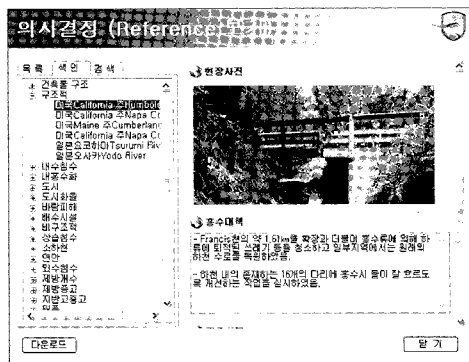 의사결정 (Reference
목록 색인 검색
건축물 구조
구조적
미국California 주Humbold
미국California 주Napa Co
미국California 주Napa Co
미국Maine 주Cumberland
일본요코하마Tsurumi Riv
일본오사카Yodo River
내수침수
내홍수화
도시
도시화율
바람피해
배수시설
비구조적
상습침수
소하천
연안
외수침수
제방개수
제방증고
지반고증고
현장사진
홍수대책
- Francis천의 약 1.61km를 확장과 더불어 홍수류에 의해 하
류에 퇴적된 쓰레기 등을 청소하고 일부지역에서는 원래의
하천 수로를 복원하였음.
- 하천 내의 존재하는 16개의 다리에 홍수시 물이 잘 흐르도
록 개선하는 작업을 실시하였음.
다운로드
닫 기